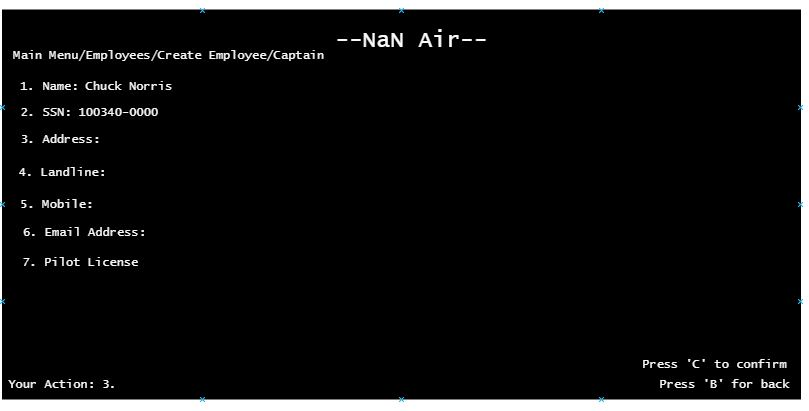 --NaN Air--
Main Menu/Employees/Create Employee/Captain
1. Name: Chuck Norris
2. SSN: 100340-0000
3. Address:
4. Landline:
5. Mobile:
6. Email Address:
7. Pilot License
Press 'C' to confirm
Your Action: 3.
Press 'B' for back